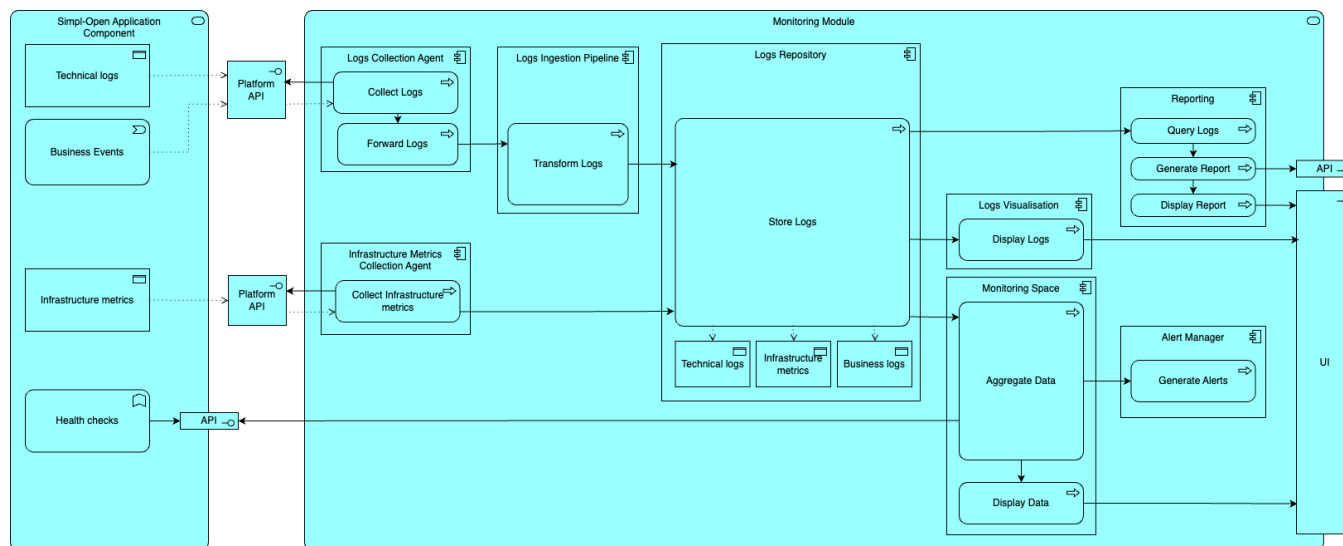 Simpl-Open Application
Component
Technical logs
Business Events
Infrastructure metrics
Health checks
API
Platform
API
Platform
API
Monitoring Module
Logs Collection Agent
Collect Logs
Forward Logs
Infrastructure Metrics
Collection Agent
Collect Infrastructure
metrics
Logs Ingestion Pipeline
Transform Logs
Logs Repository
Store Logs
Technical logs
Infrastructure
metrics
Business logs
Logs Visualisation
Display Logs
Monitoring Space
Aggregate Data
Display Data
Reporting
Query Logs
Generate Report
Display Report
Alert Manager
Generate Alerts
API
UI